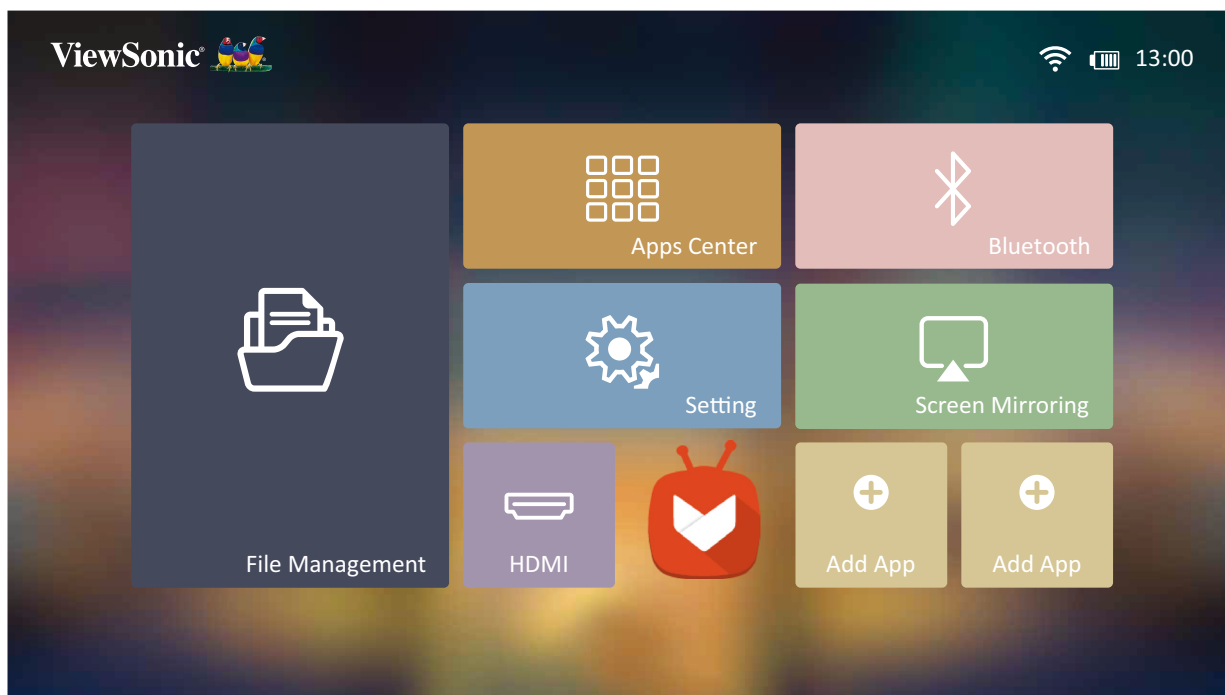 ViewSonic®
13:00
Apps Center
Bluetooth
Setting
Screen Mirroring
File Management
HDMI
Add App
Add App